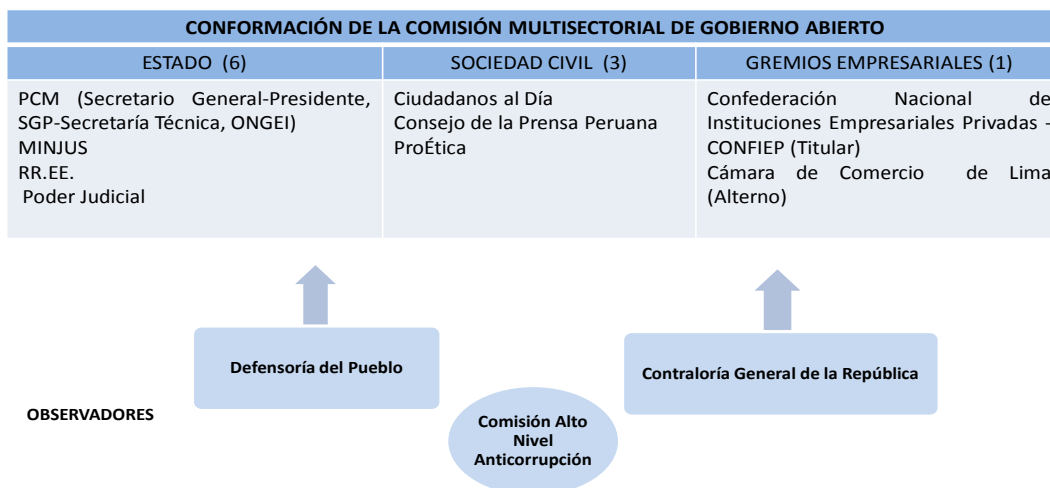 CONFORMACIÓN DE LA COMISIÓN MULTISECTORIAL DE GOBIERNO ABIERTO
ESTADO (6)
SOCIEDAD CIVIL (3)
GREMIOS EMPRESARIALES (1)
PCM (Secretario General-Presidente,
SGP-Secretaría Técnica, ONGEI)
MINJUS
RR.EE.
Poder Judicial
Ciudadanos al Día
Consejo de la Prensa Peruana
ProÉtica
Confederación Nacional de
Instituciones Empresariales Privadas -
CONFIEP (Titular)
Cámara de Comercio de Lima
(Alterno)
Defensoría del Pueblo
Contraloría General de la República
OBSERVADORES
Comisión Alto
Nivel
Anticorrupción